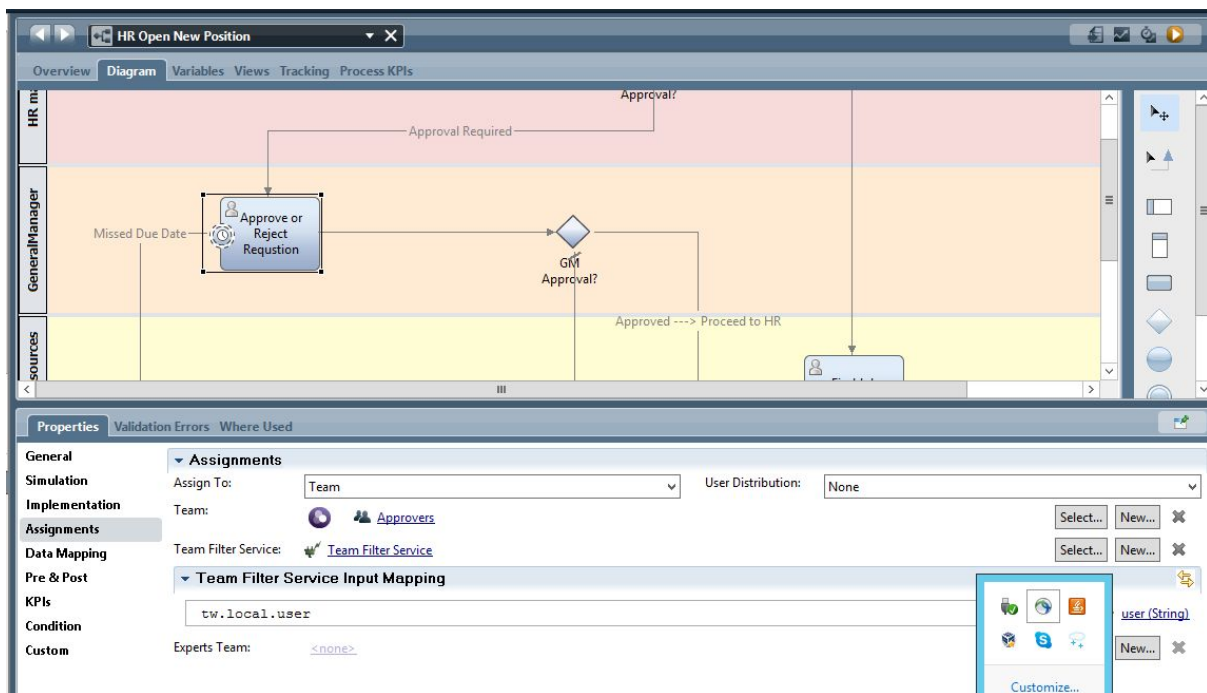 HR Open New Position
Overview Diagram Variables Views Tracking Process KPIs
HR
Approval?
Approval Required
GeneralManager
Missed Due Date
Approve or
Reject
Requstion
GM
Approval?
Approved ---> Proceed to HR
sources
Properties Validation Errors Where Used
General
Simulation
Implementation
Assignments
Data Mapping
Pre & Post
KPIs
Condition
Custom
Assignments
Assign To: Team User Distribution: None
Team: Approvers Select... New...
Team Filter Service: Team Filter Service Select... New...
Team Filter Service Input Mapping
tw.local.user user (String)
Experts Team: <none> New...
Customize...